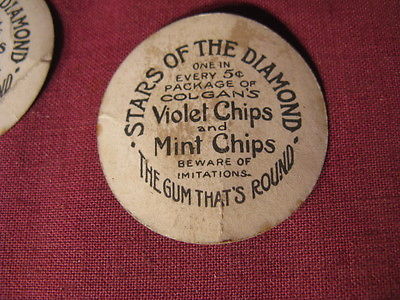 STARS OF THE DIAMOND
ONE IN
EVERY 5¢
PACKAGE OF
COLGAN'S
Violet Chips
and
Mint Chips
BEWARE OF
IMITATIONS
THE GUM THAT'S ROUND
DIAMOND